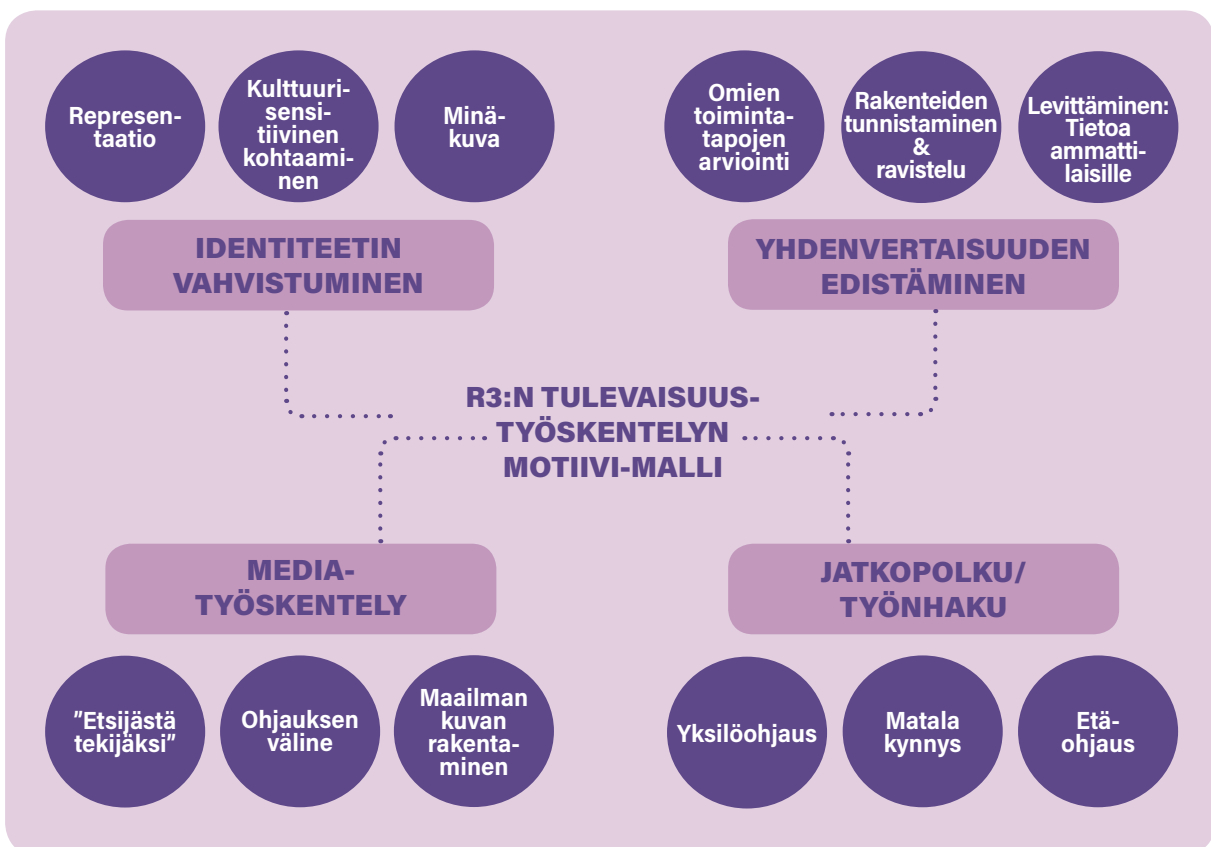 Represen-
taatio
Kulttuuri-
sensi-
tiivinen
kohtaami-
nen
Minä-
kuva
Omien
toiminta-
tapojen
arviointi
Rakenteiden
tunnistaminen
&
ravistelu
Levittäminen:
Tietoa
ammatti-
laisille
IDENTITEETIN
VAHVISTUMINEN
YHDENVERTAISUUDEN
EDISTÄMINEN
R3:N TULEVAISUUS-
TYÖSKENTELYN
MOTIIVI-MALLI
MEDIA-
TYÖSKENTELY
JATKOPOLKU/
TYÖNHAKU
"Etsijästä
tekijäksi"
Ohjauksen
väline
Maailman
kuvan
rakenta-
minen
Yksilöohjaus
Matala
kynnys
Etä-
ohjaus